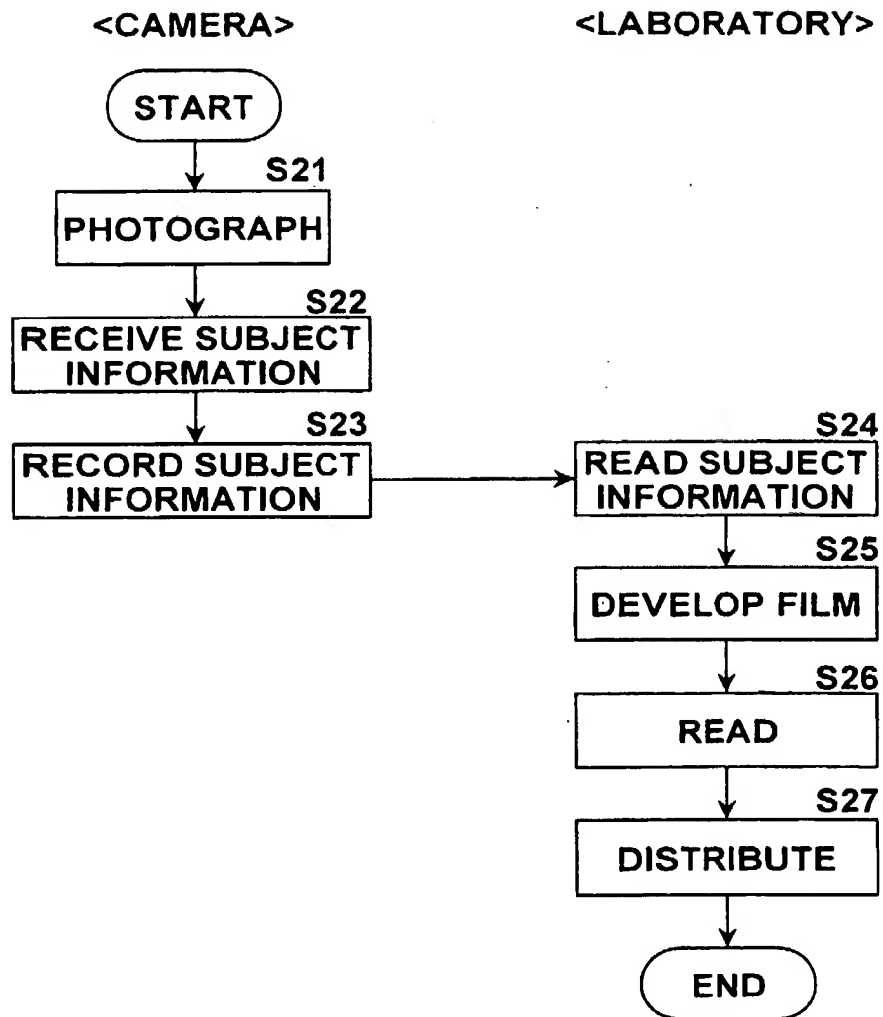 <CAMERA>
<LABORATORY>
START
S21
PHOTOGRAPH
S22
RECEIVE SUBJECT
INFORMATION
S23
RECORD SUBJECT
INFORMATION
S24
READ SUBJECT
INFORMATION
S25
DEVELOP FILM
S26
READ
S27
DISTRIBUTE
END